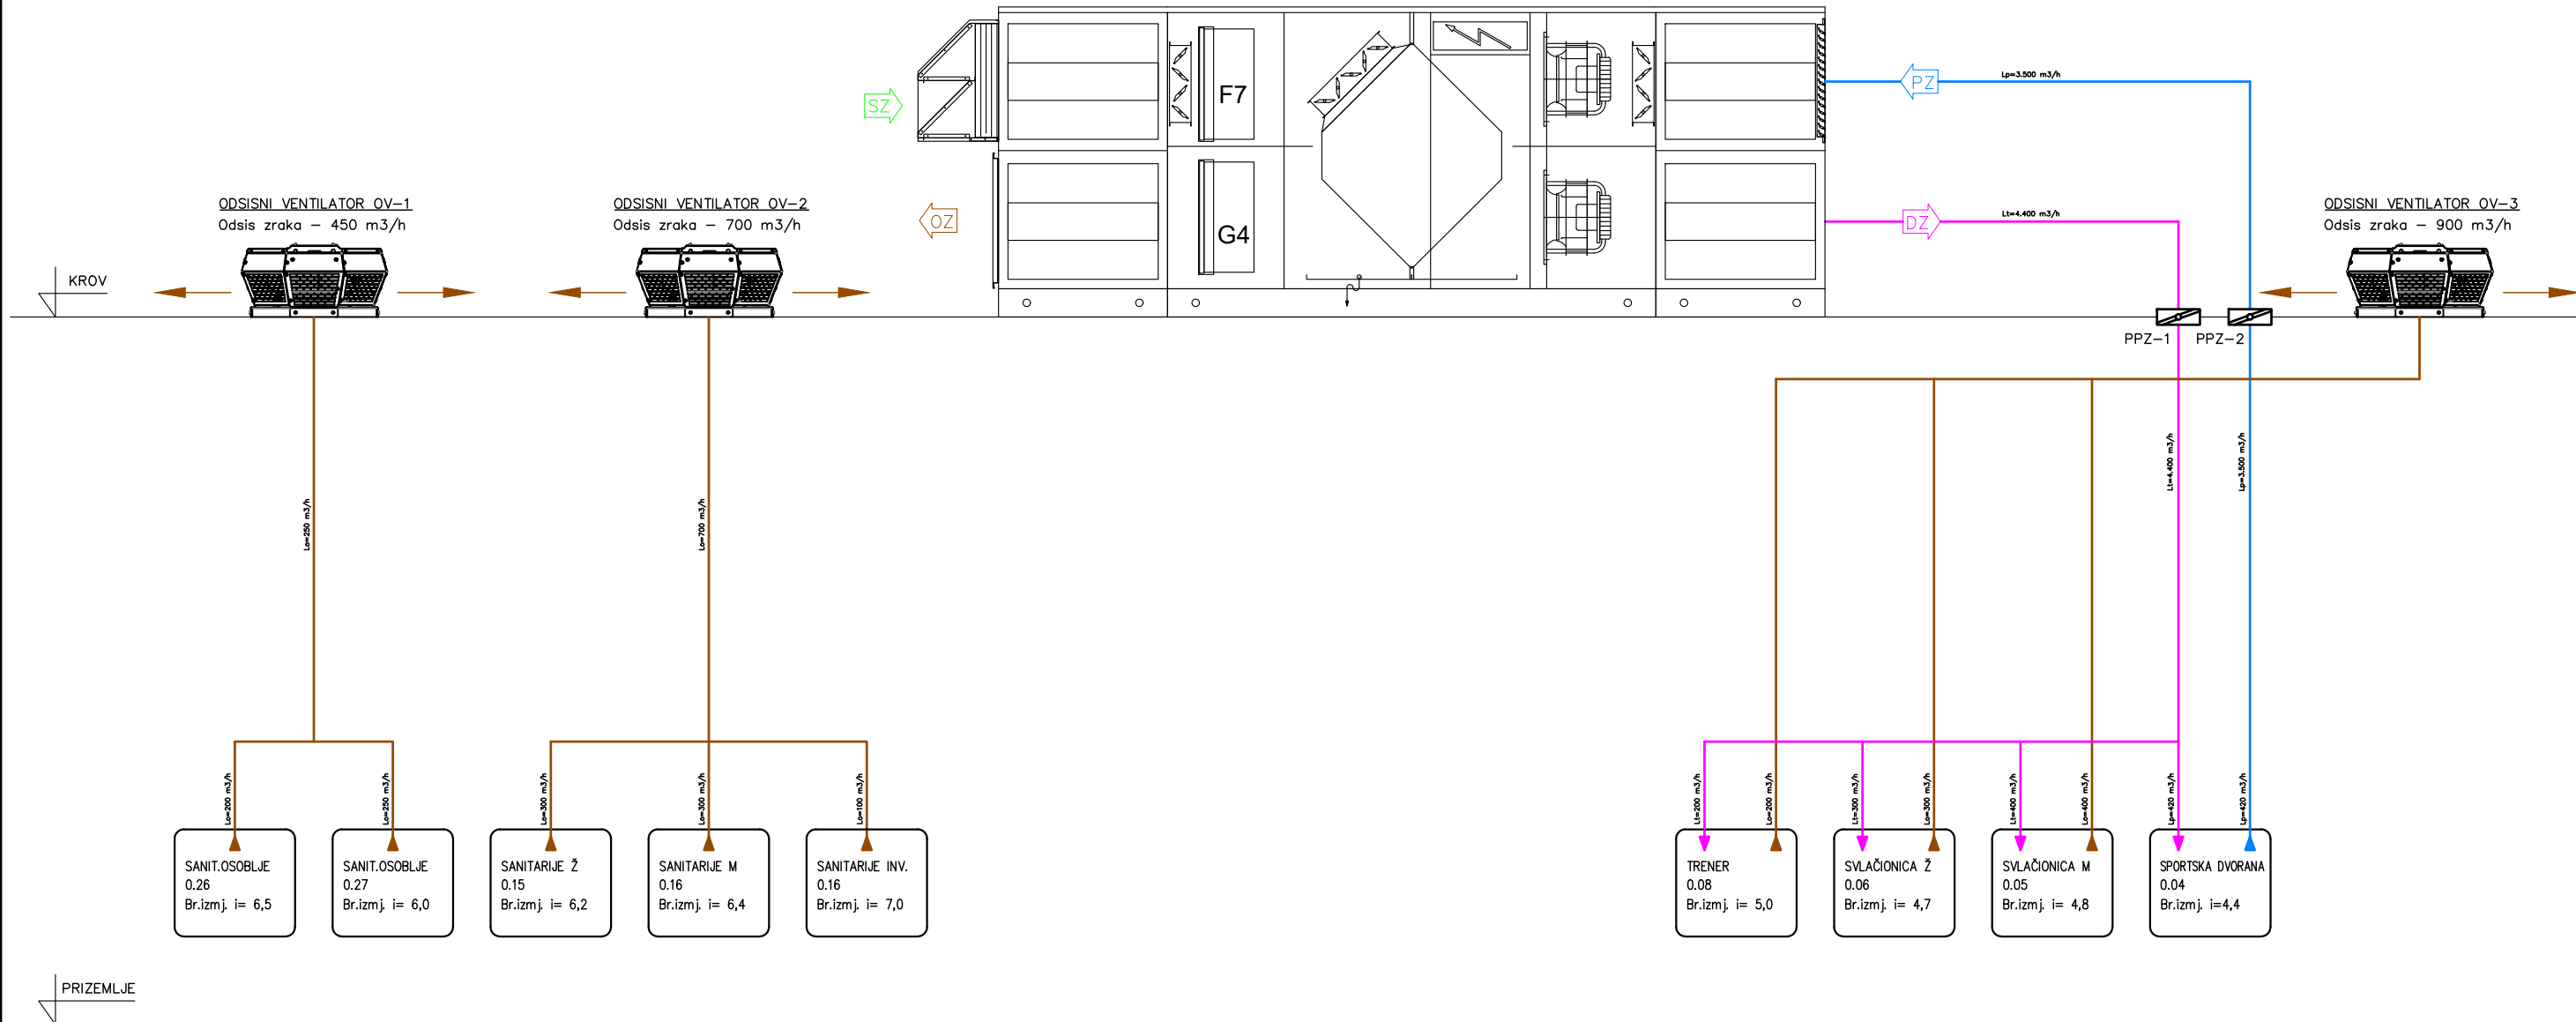 F7
SZ
PZ
Lp=3.500 m3/h
ODSISNI VENTILATOR OV-1
Odsis zraka - 450 m3/h
ODSISNI VENTILATOR OV-2
Odsis zraka - 700 m3/h
OZ
G4
DZ
Lt=4.400 m3/h
ODSISNI VENTILATOR OV-3
Odsis zraka - 900 m3/h
KROV
PPZ-1
PPZ-2
Lo=250 m3/h
Lo=700 m3/h
Lt=4.400 m3/h
Lp=3.500 m3/h
Lo=200 m3/h
Lo=250 m3/h
Lo=300 m3/h
Lo=300 m3/h
Lo=100 m3/h
Lt=200 m3/h
Lo=200 m3/h
Lt=300 m3/h
Lo=300 m3/h
Lt=400 m3/h
Lo=400 m3/h
Lp=420 m3/h
Lp=420 m3/h
SANIT.OSOBLJE
0.26
Br.izmj. i= 6,5
SANIT.OSOBLJE
0.27
Br.izmj. i= 6,0
SANITARIJE Ž
0.15
Br.izmj. i= 6,2
SANITARIJE M
0.16
Br.izmj. i= 6,4
SANITARIJE INV.
0.16
Br.izmj. i= 7,0
TRENER
0.08
Br.izmj. i= 5,0
SVLAČIONICA Ž
0.06
Br.izmj. i= 4,7
SVLAČIONICA M
0.05
Br.izmj. i= 4,8
SPORTSKA DVORANA
0.04
Br.izmj. i=4,4
PRIZEMLJE